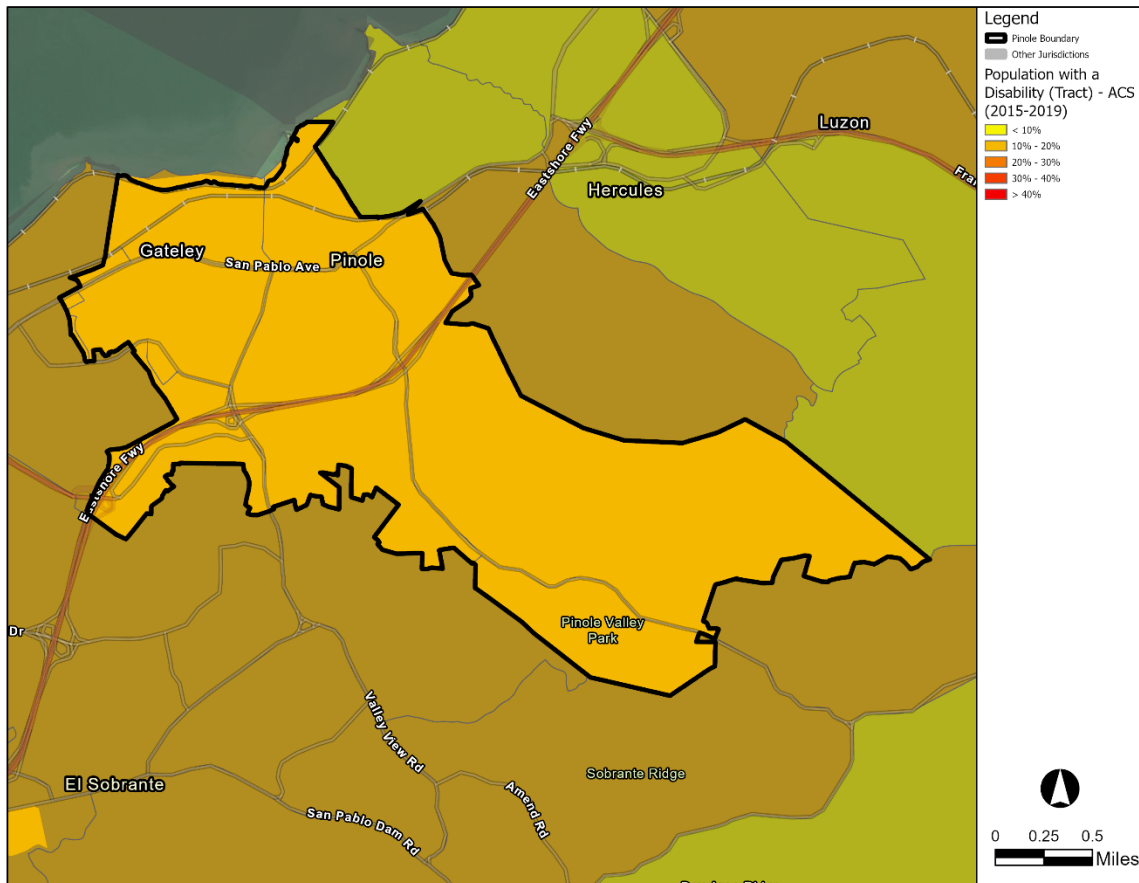 Legend
Pinole Boundary
Other Jurisdictions
Population with a
Disability (Tract) - ACS
(2015-2019)
< 10%
10% - 20%
20% - 30%
30% - 40%
> 40%
Luzon
Eastshore Fwy
Hercules
Gateley
San Pablo Ave
Pinole
Eastshore Fwy
Pinole Valley
Park
Dr
Valley View Rd
Sobrante Ridge
El Sobrante
Amend Rd
San Pablo Dam Rd
0 0.25 0.5
Miles